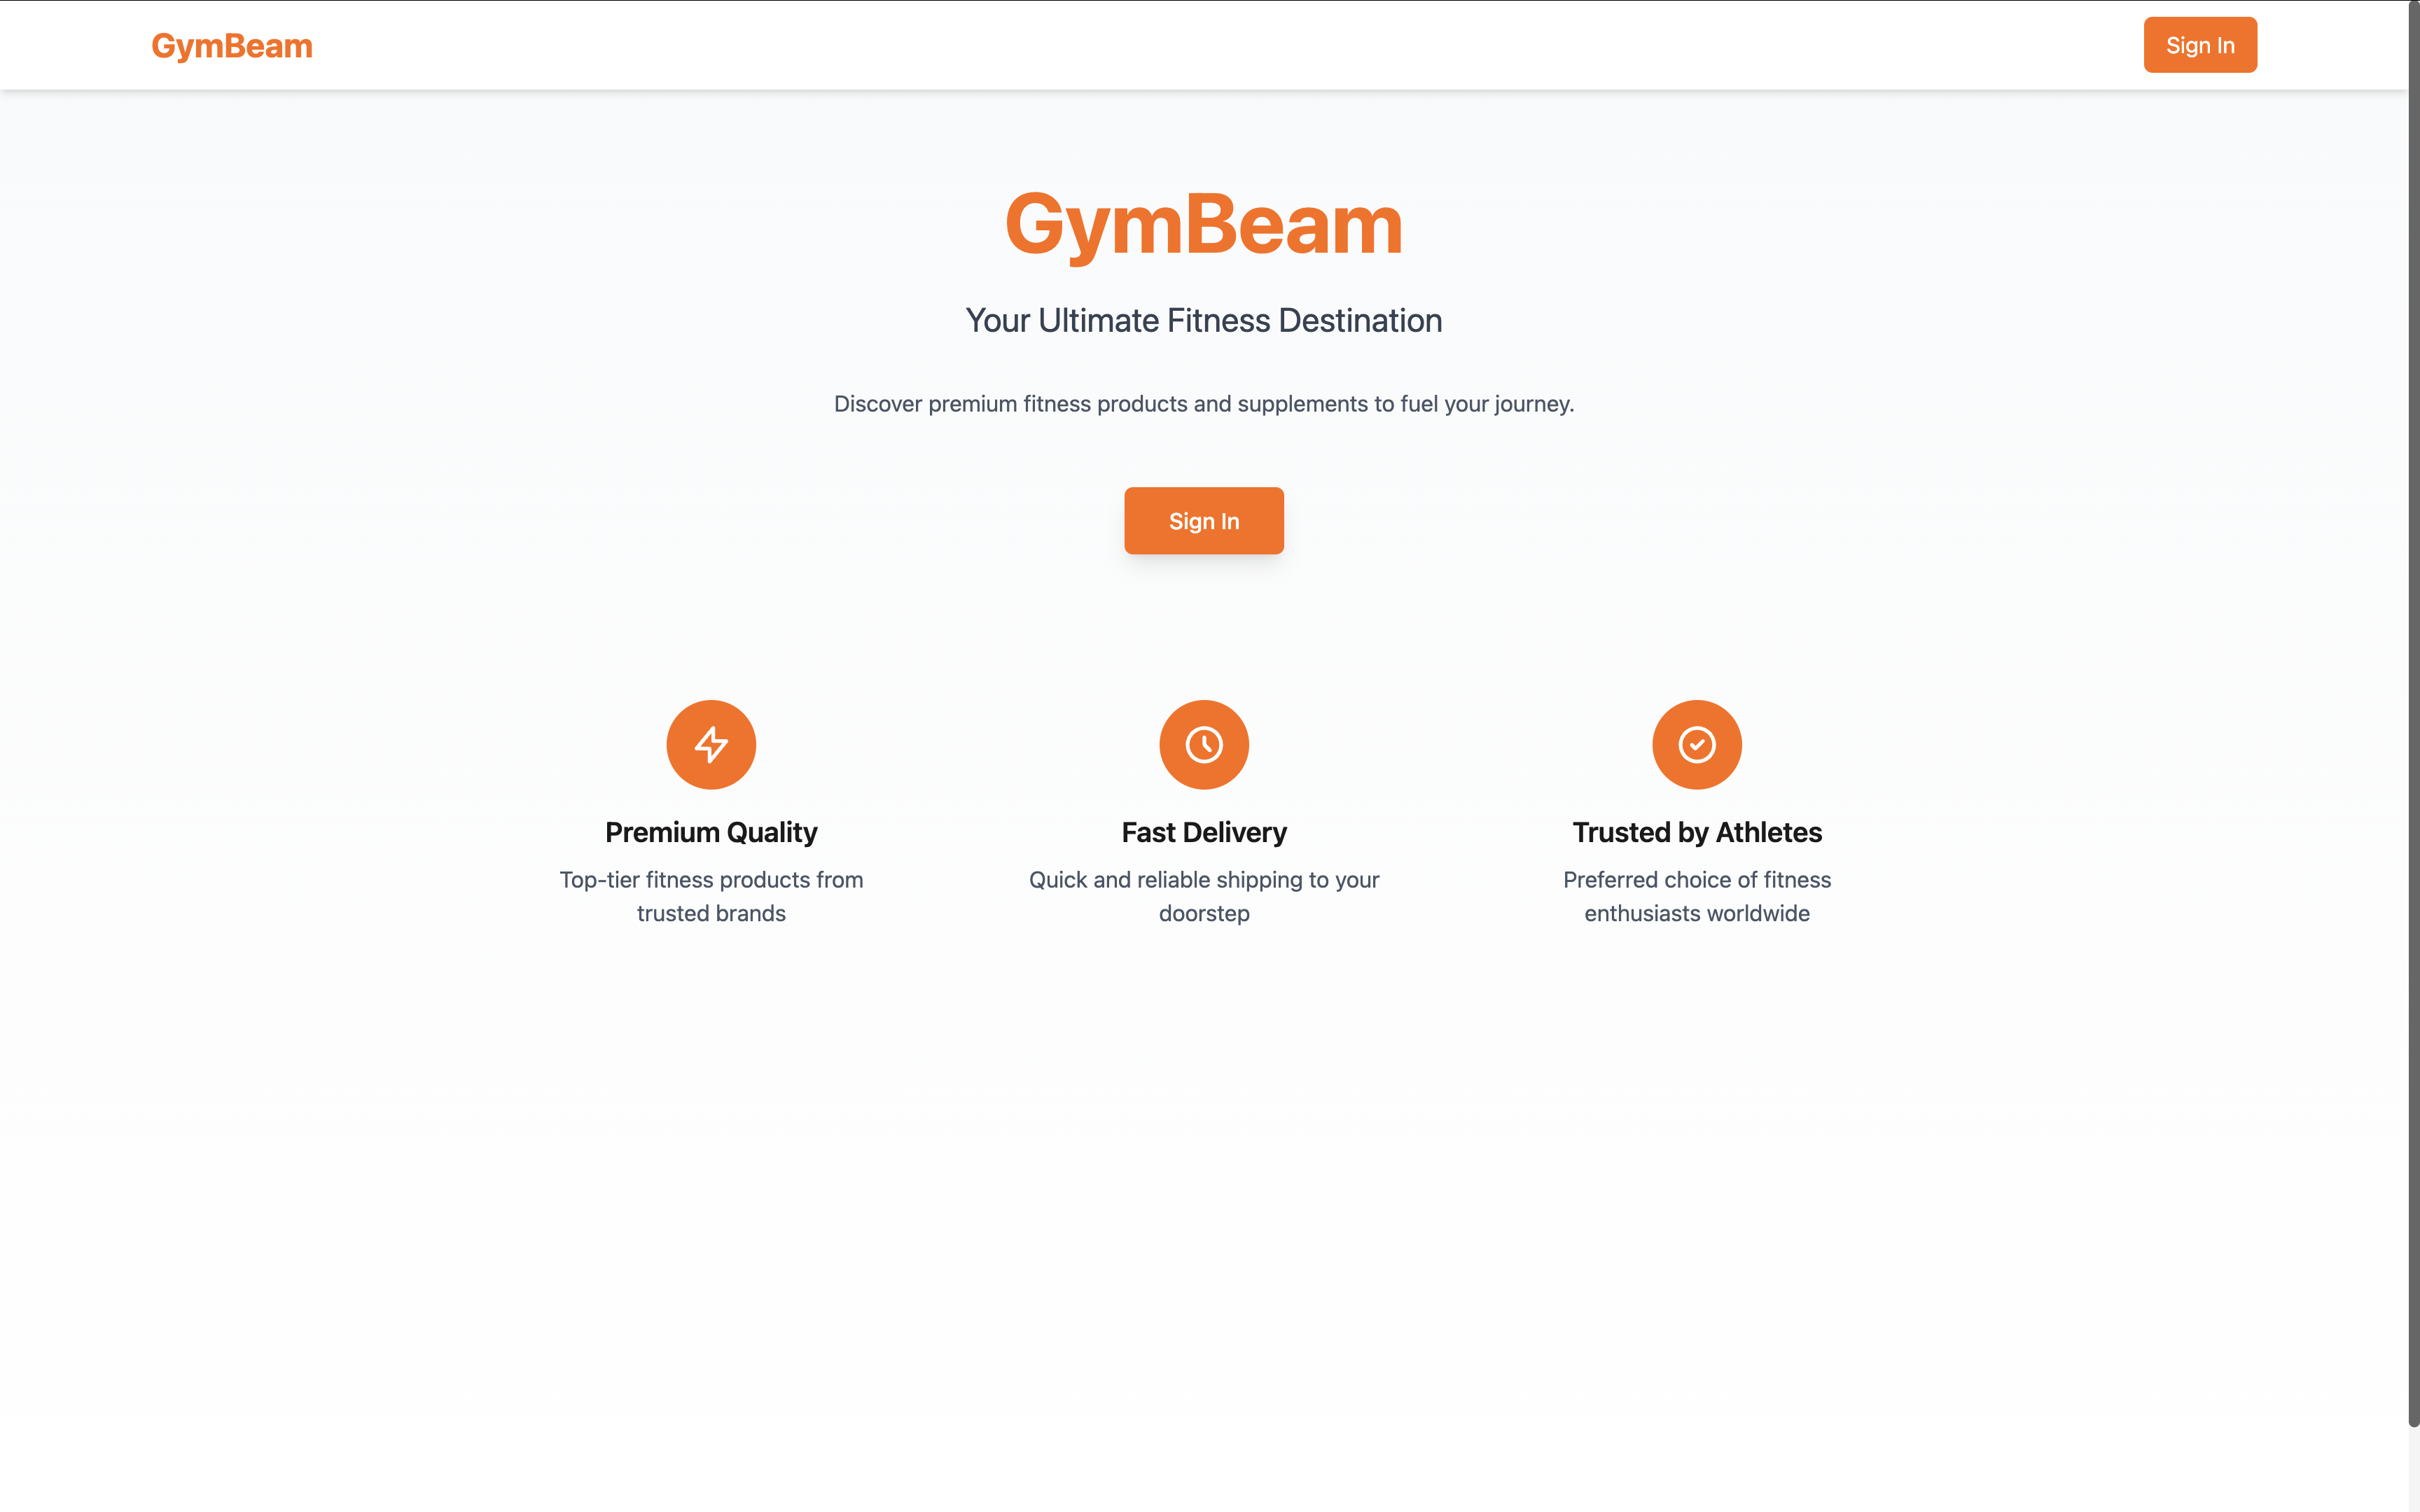 GymBeam
Sign In
GymBeam
Your Ultimate Fitness Destination
Discover premium fitness products and supplements to fuel your journey.
Sign In
Premium Quality
Top-tier fitness products from
trusted brands
Fast Delivery
Quick and reliable shipping to your
doorstep
Trusted by Athletes
Preferred choice of fitness
enthusiasts worldwide